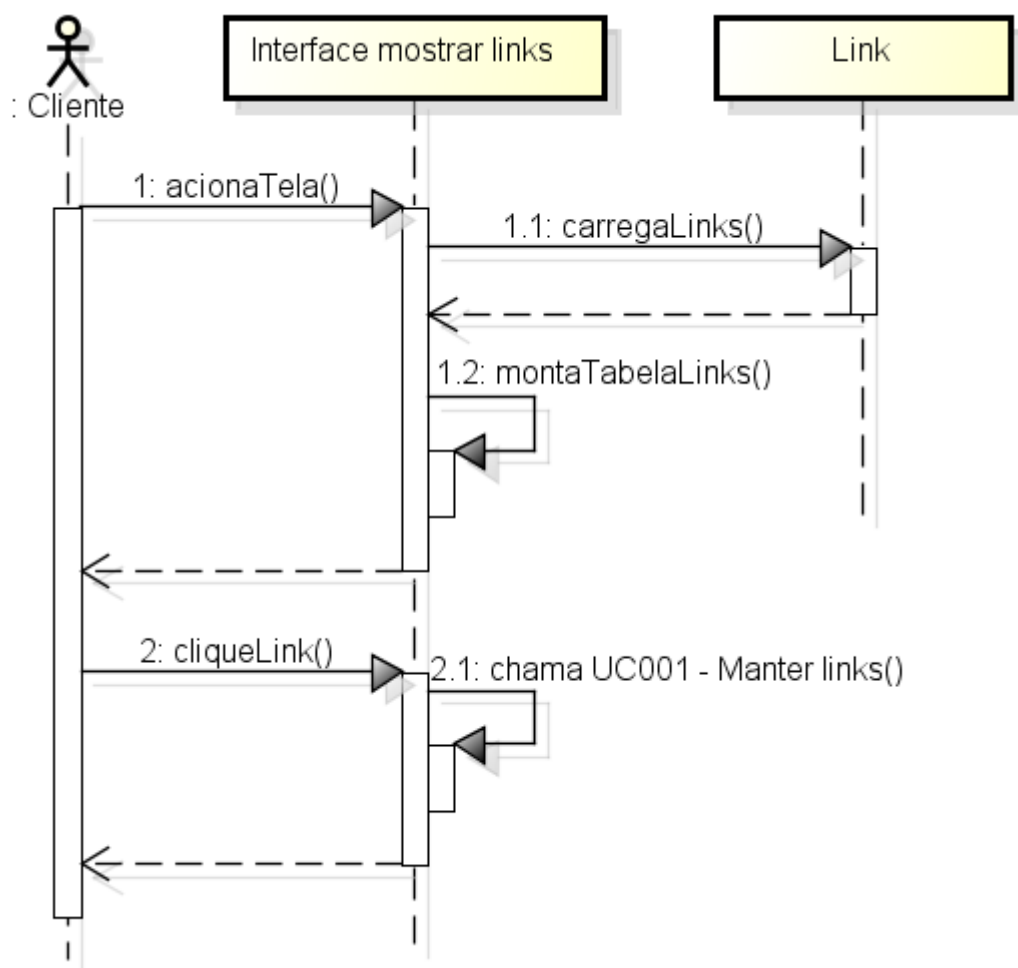 Interface mostrar links
Link
: Cliente
1: acionaTela()
1.1: carregaLinks()
1.2: montaTabelaLinks()
2: cliqueLink()
2.1: chama UC001 - Manter links()